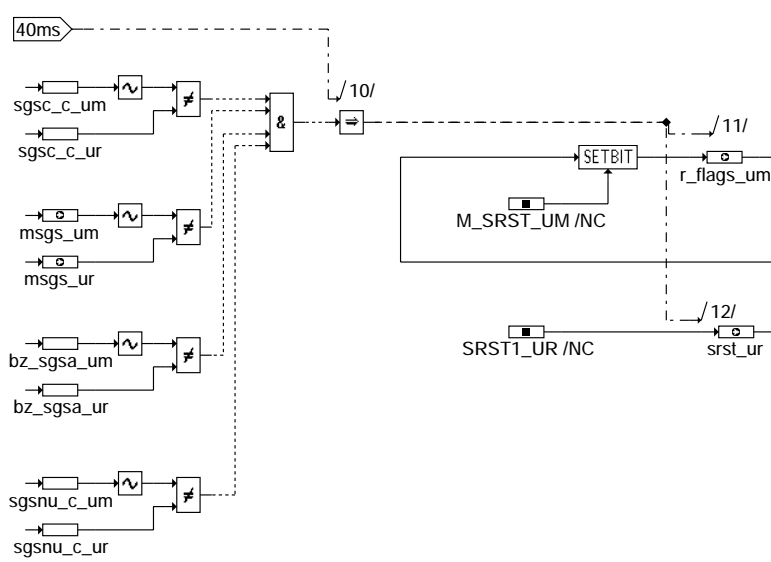 40ms
/10/
sgsc_c_um
sgsc_c_ur
&
/11/
SETBIT
r_flags_um
M_SRST_UM /NC
msgs_um
msgs_ur
/12/
SRST1_UR /NC
srst_ur
bz_sgsa_um
bz_sgsa_ur
sgsnu_c_um
sgsnu_c_ur